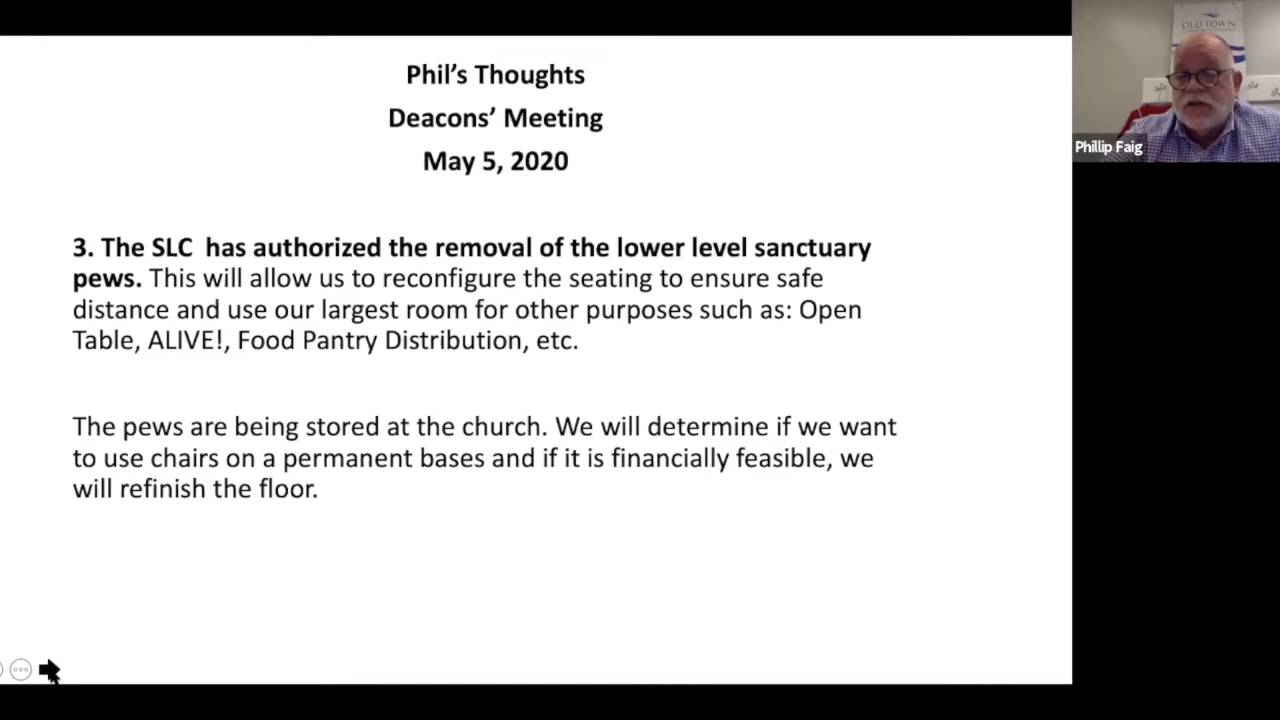 Phil’s Thoughts
Deacons’ Meeting
May 5, 2020
3. The SLC has authorized the removal of the lower level sanctuary
pews. This will allow us to reconfigure the seating to ensure safe
distance and use our largest room for other purposes such as: Open
Table, ALIVE!, Food Pantry Distribution, etc.
The pews are being stored at the church. We will determine if we want
to use chairs on a permanent bases and if it is financially feasible, we
will refinish the floor.
OLD TOWN
Phillip Faig